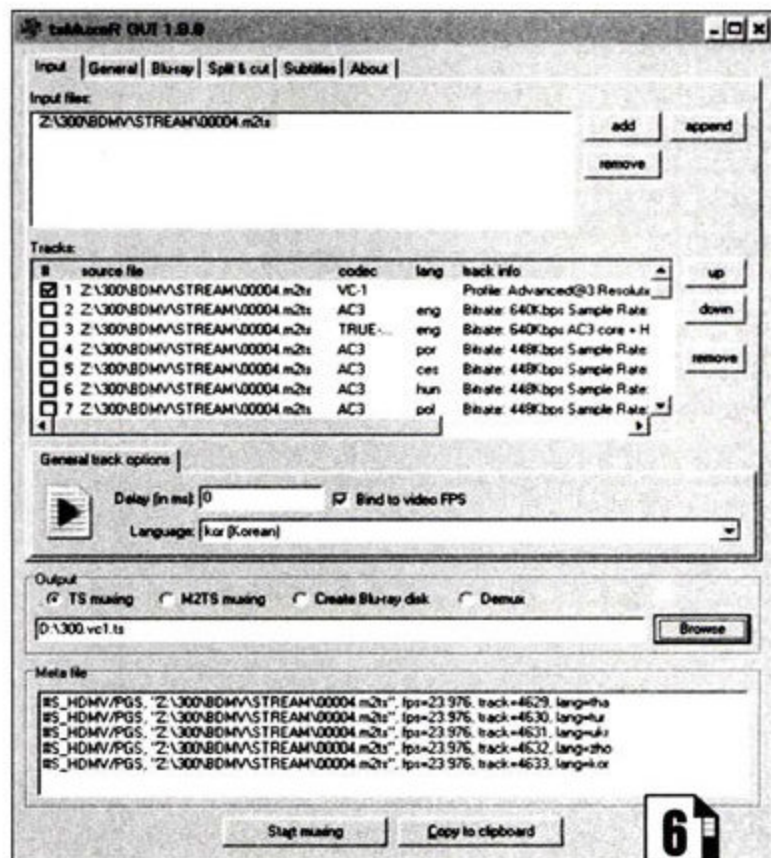 tsMuxeR GUI 1.8.8
Input General Blu-ray Split & cut Subtitles About
Input files:
Z:\300\BDMV\STREAM\00004.m2ts
add append
remove
Tracks:
# source file codec lang track info
1 Z:\300\BDMV\STREAM\00004.m2ts VC-1 Profile: Advanced@3 Resolutio
2 Z:\300\BDMV\STREAM\00004.m2ts AC3 eng Bitrate: 640Kbps Sample Rate:
3 Z:\300\BDMV\STREAM\00004.m2ts TRUE-... eng Bitrate: 640Kbps AC3 core + H
4 Z:\300\BDMV\STREAM\00004.m2ts AC3 por Bitrate: 448Kbps Sample Rate:
5 Z:\300\BDMV\STREAM\00004.m2ts AC3 ces Bitrate: 448Kbps Sample Rate:
6 Z:\300\BDMV\STREAM\00004.m2ts AC3 hun Bitrate: 448Kbps Sample Rate:
7 Z:\300\BDMV\STREAM\00004.m2ts AC3 pol Bitrate: 448Kbps Sample Rate:
up
down
remove
General track options
Delay (in ms): 0 Bind to video FPS
Language: kor (Korean)
Output
TS muxing M2TS muxing Create Blu-ray disk Demux
D:\300.vc1.ts Browse
Meta file
#S_HDMV/PGS, "Z:\300\BDMV\STREAM\00004.m2ts", fps=23.976, track=4629, lang=tha
#S_HDMV/PGS, "Z:\300\BDMV\STREAM\00004.m2ts", fps=23.976, track=4630, lang=tur
#S_HDMV/PGS, "Z:\300\BDMV\STREAM\00004.m2ts", fps=23.976, track=4631, lang=ukr
#S_HDMV/PGS, "Z:\300\BDMV\STREAM\00004.m2ts", fps=23.976, track=4632, lang=zho
#S_HDMV/PGS, "Z:\300\BDMV\STREAM\00004.m2ts", fps=23.976, track=4633, lang=kor
Start muxing Copy to clipboard
6